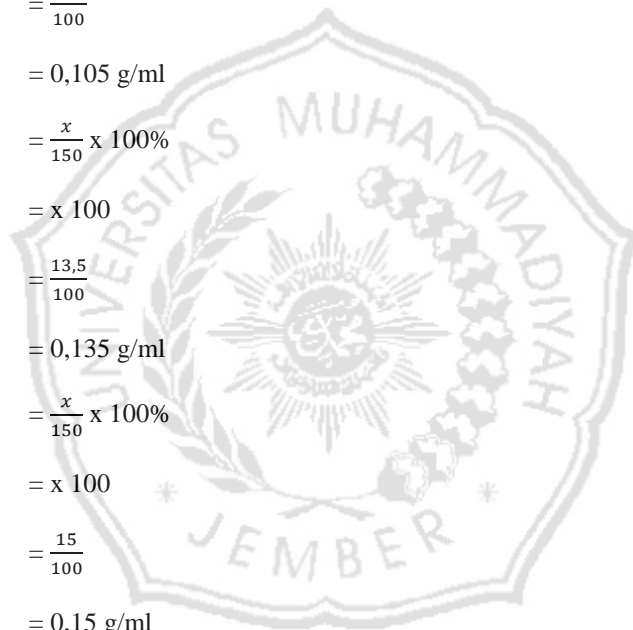 = /100
= 0,105 g/ml
= x/150 x 100%
= x 100
= 13,5/100
= 0,135 g/ml
= x/150 x 100%
= x 100
= 15/100
= 0,15 g/ml
UNIVERSITAS MUHAMMADIYAH
JEMBER